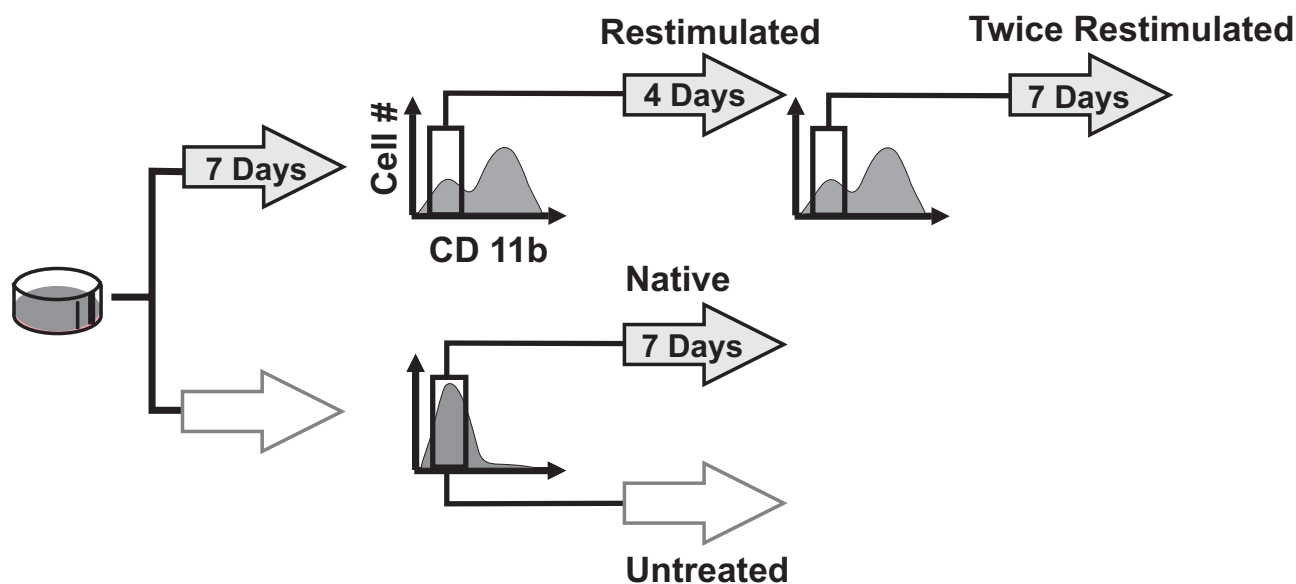 Restimulated
Twice Restimulated
4 Days
7 Days
Cell #
7 Days
CD 11b
Native
7 Days
Untreated